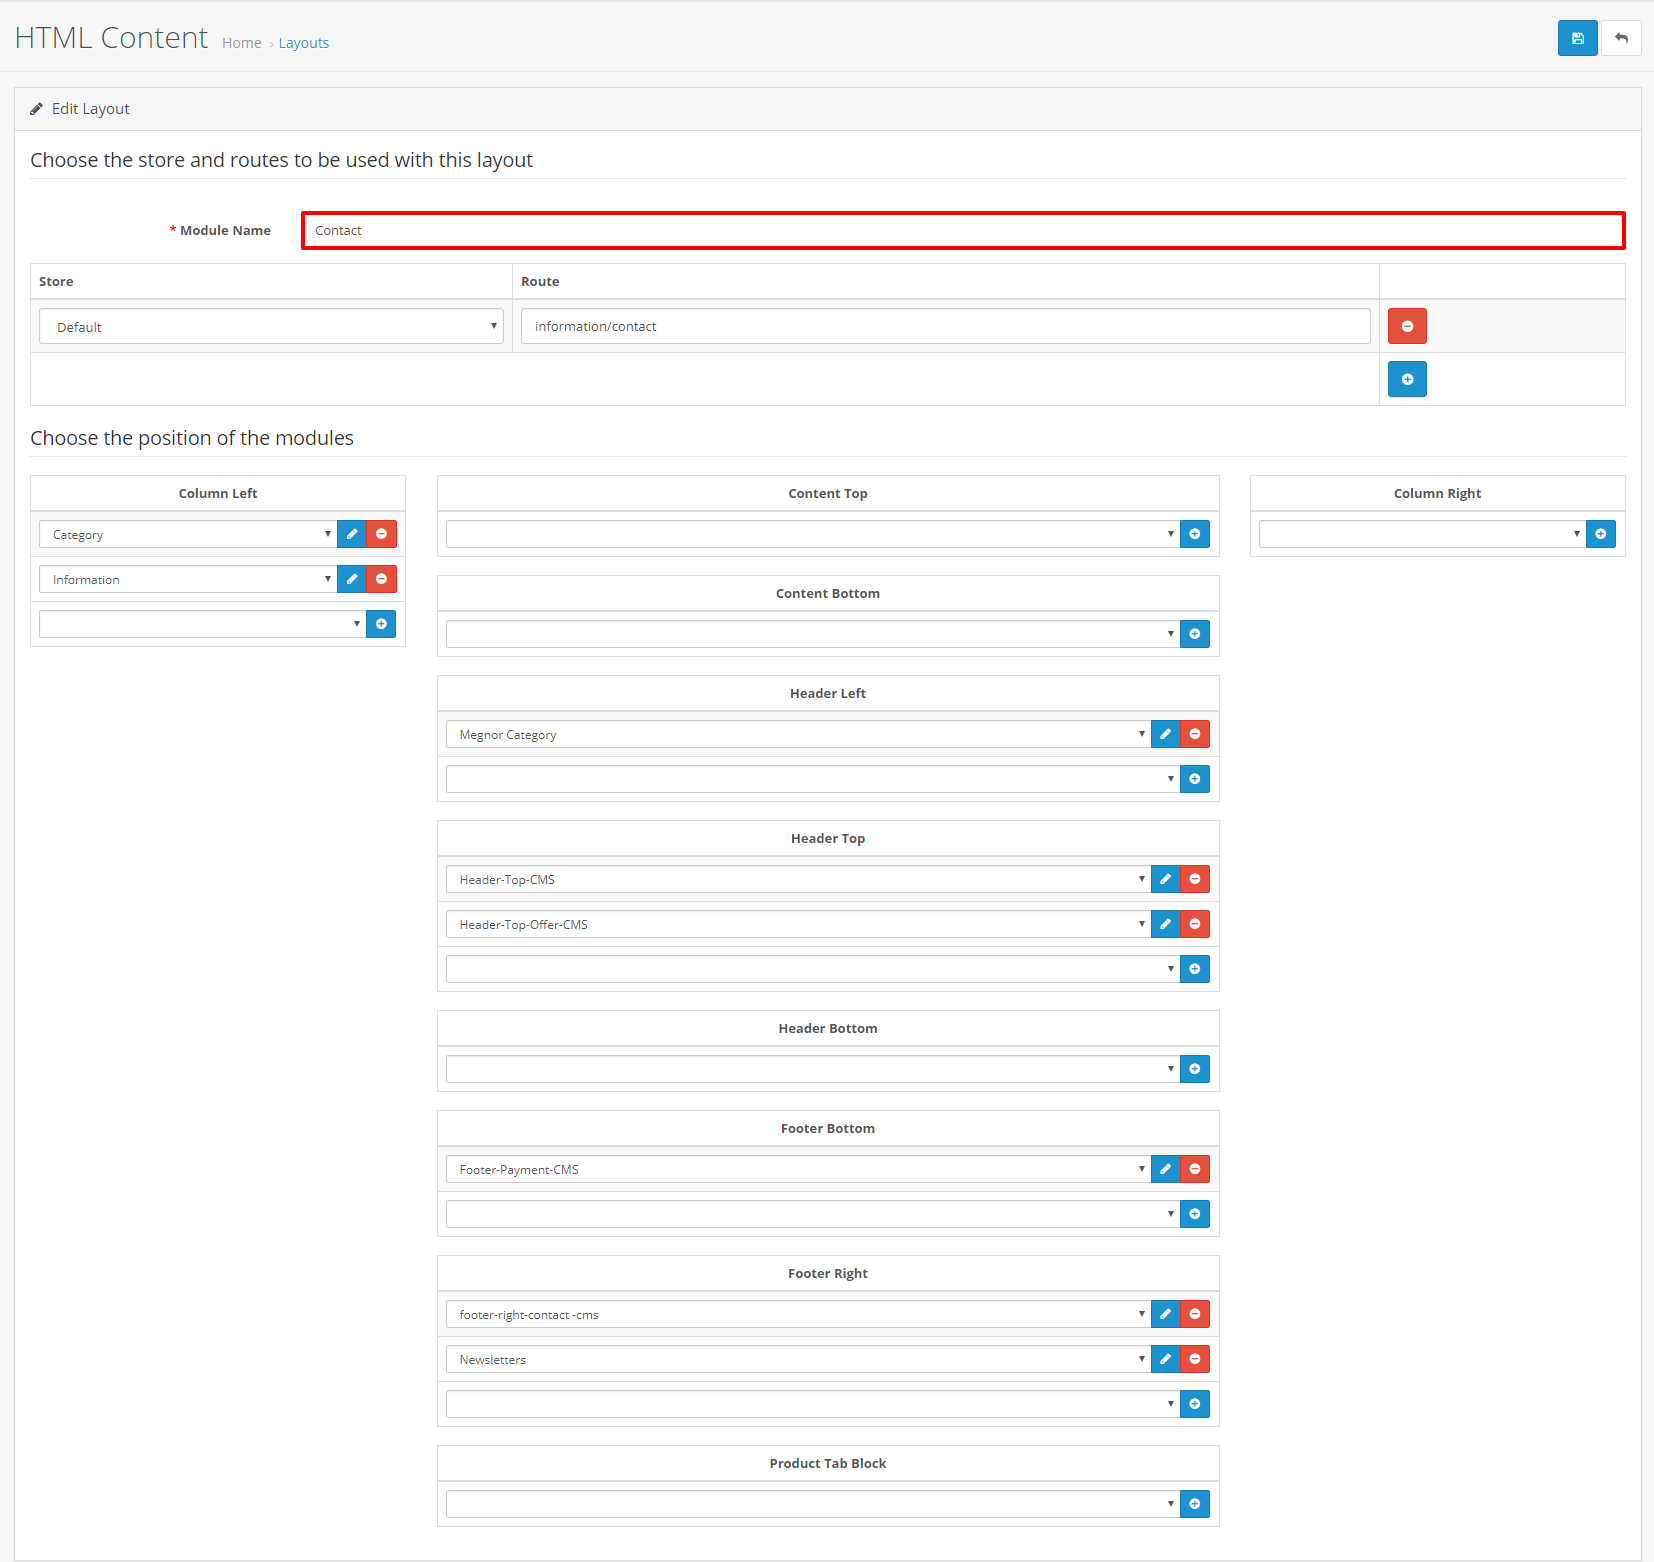 HTML Content Home › Layouts
Edit Layout
Choose the store and routes to be used with this layout
* Module Name Contact
Store Route
Default information/contact
Choose the position of the modules
Column Left
Category
Information
Content Top
Content Bottom
Header Left
Megnor Category
Header Top
Header-Top-CMS
Header-Top-Offer-CMS
Header Bottom
Footer Bottom
Footer-Payment-CMS
Footer Right
footer-right-contact -cms
Newsletters
Product Tab Block
Column Right